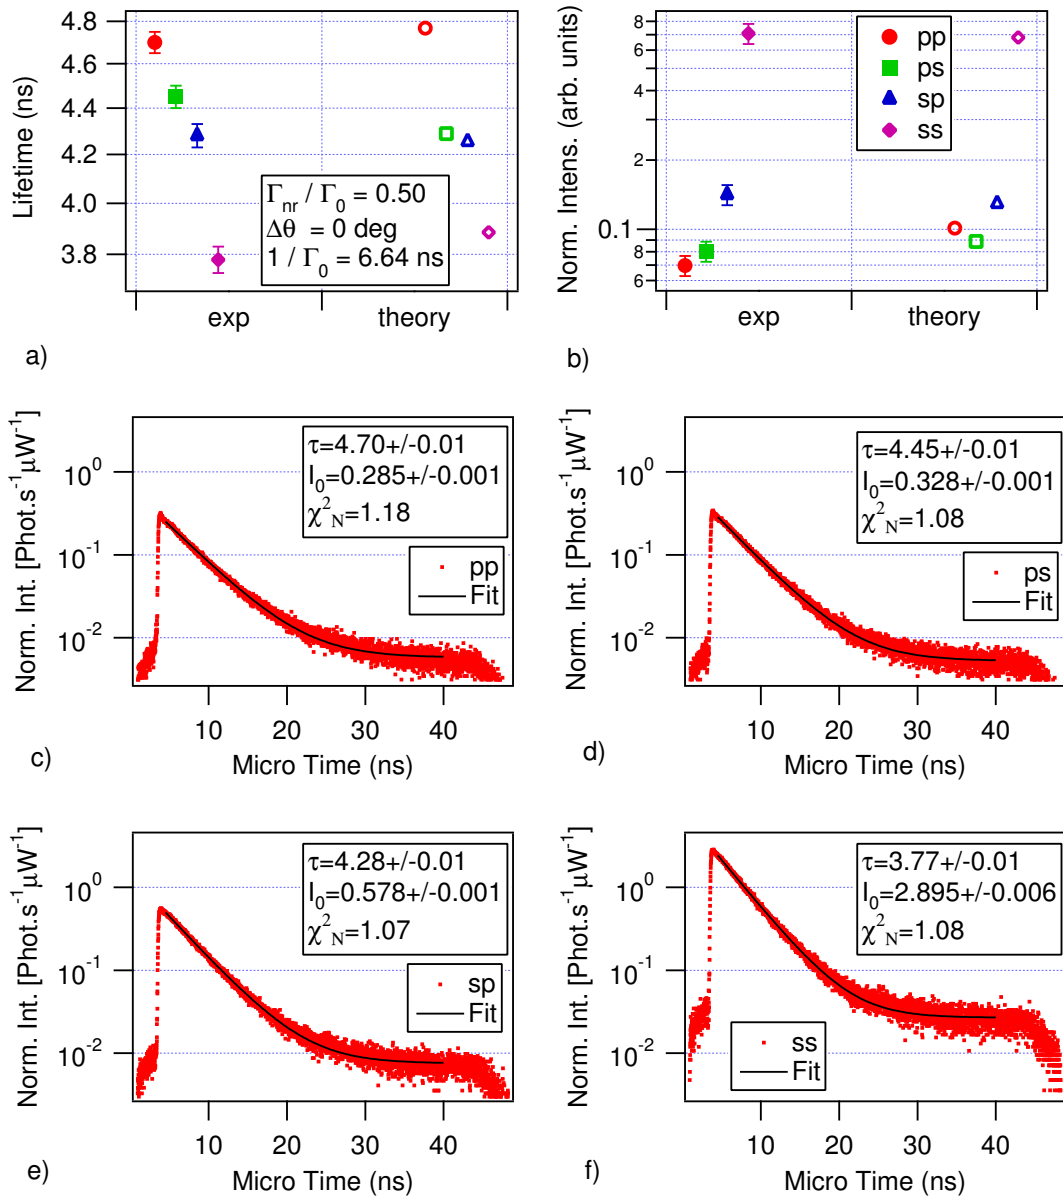 4.8
4.6
4.4
4.2
4.0
3.8
Lifetime (ns)
Γnr / Γ0 = 0.50
Δθ = 0 deg
1 / Γ0 = 6.64 ns
exp
theory
a)
8
6
4
2
0.1
8
6
Norm. Intens. (arb. units)
pp
ps
sp
ss
exp
theory
b)
Norm. Int. [Phot.s⁻¹μW⁻¹]
10⁰
10⁻¹
10⁻²
τ=4.70+/-0.01
I₀=0.285+/-0.001
χ²N=1.18
pp
Fit
10 20 30 40
Micro Time (ns)
c)
Norm. Int. [Phot.s⁻¹μW⁻¹]
10⁰
10⁻¹
10⁻²
τ=4.45+/-0.01
I₀=0.328+/-0.001
χ²N=1.08
ps
Fit
10 20 30 40
Micro Time (ns)
d)
Norm. Int. [Phot.s⁻¹μW⁻¹]
10⁰
10⁻¹
10⁻²
τ=4.28+/-0.01
I₀=0.578+/-0.001
χ²N=1.07
sp
Fit
10 20 30 40
Micro Time (ns)
e)
Norm. Int. [Phot.s⁻¹μW⁻¹]
10⁰
10⁻¹
10⁻²
τ=3.77+/-0.01
I₀=2.895+/-0.006
χ²N=1.08
ss
Fit
10 20 30 40
Micro Time (ns)
f)